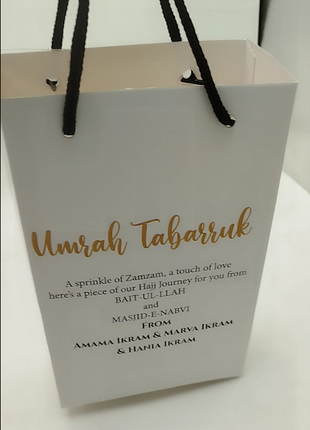 Umrah Tabarruk
A sprinkle of Zamzam, a touch of love
here's a piece of our Hajj Journey for you from
BAIT-UL-LLAH
and
MASJID-E-NABVI
From
Amama Ikram & Marva Ikram
& Hania Ikram